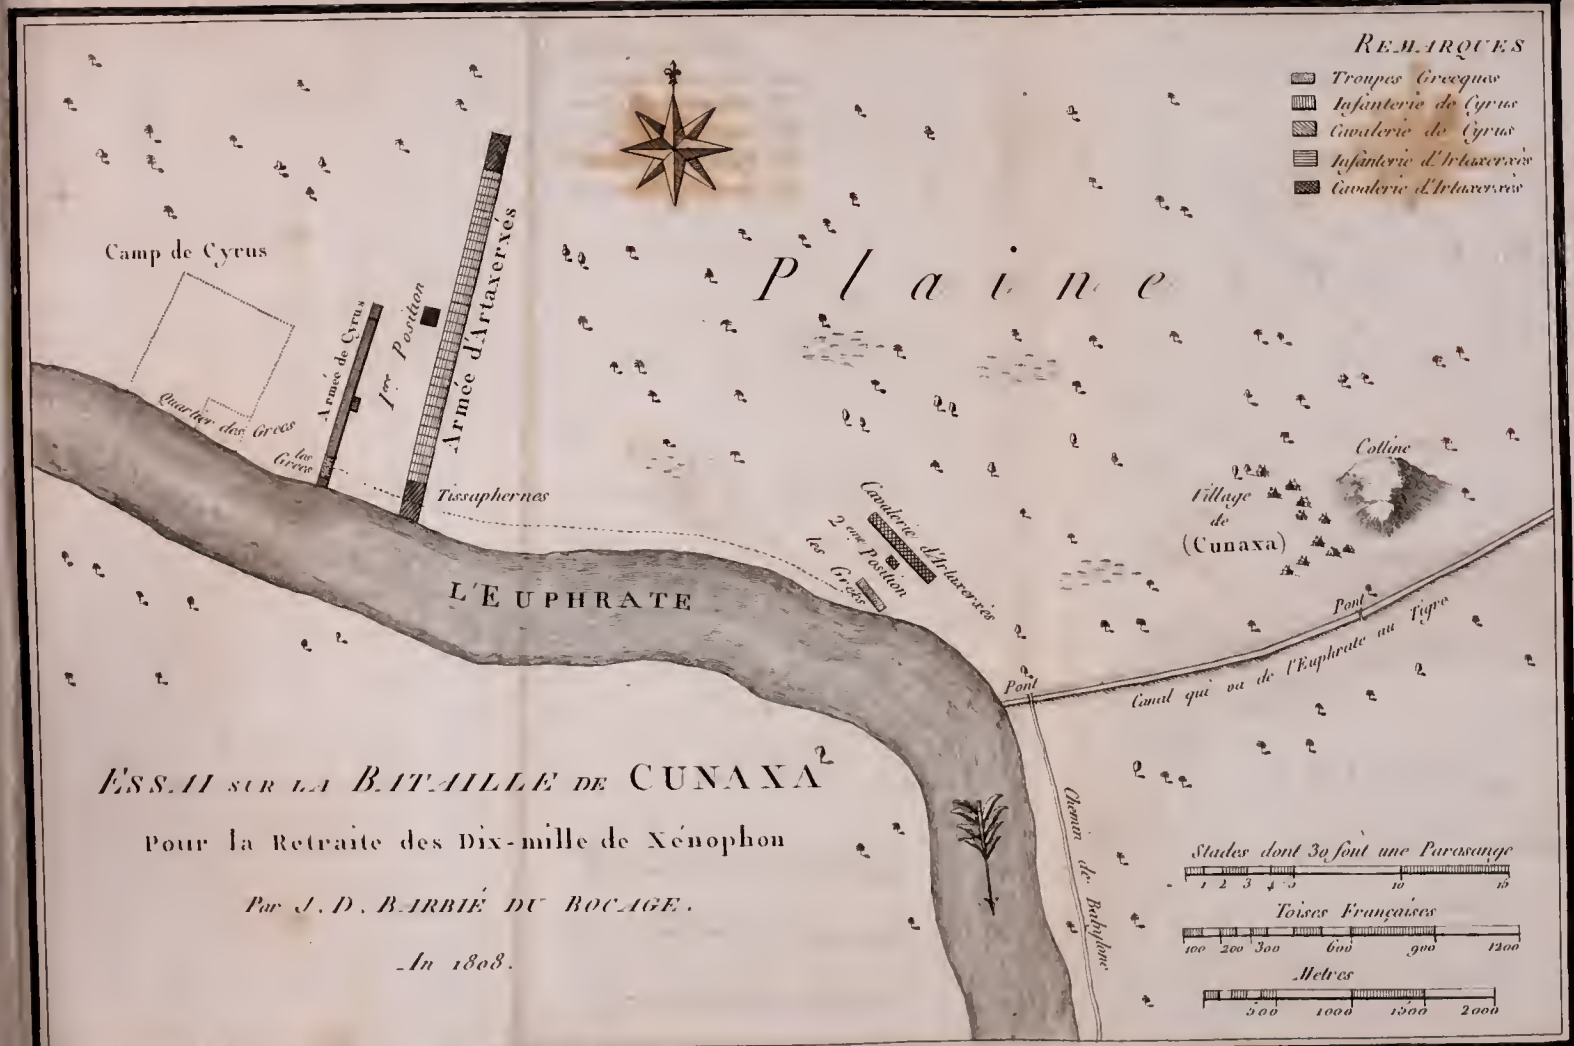 REMARQUES
Troupes Grecques
Infanterie de Cyrus
Cavalerie de Cyrus
Infanterie d'Artaxerxès
Cavalerie d'Artaxerxès
Camp de Cyrus
Quartier des Grecs
les
Grecs
Armée de Cyrus
1ere Position
Armée d'Artaxerxés
Tissaphernes
Plaine
Cavalerie d'Artaxerxès
2eme Position
les Grecs
Colline
Village
de
(Cunaxa)
Pont
Pont
Canal qui va de l'Euphrate au Tigre
L'EUPHRATE
Chemin de Babylone
ESSAI SUR LA BATAILLE DE CUNAXA
Pour la Retraite des Dix-mille de Xénophon
Par J. D. BARBIÉ DU BOCAGE.
An 1808.
Stades dont 30 font une Parasange
1 2 3 4 5 10 15
Toises Françaises
100 200 300 600 900 1200
Metres
500 1000 1500 2000